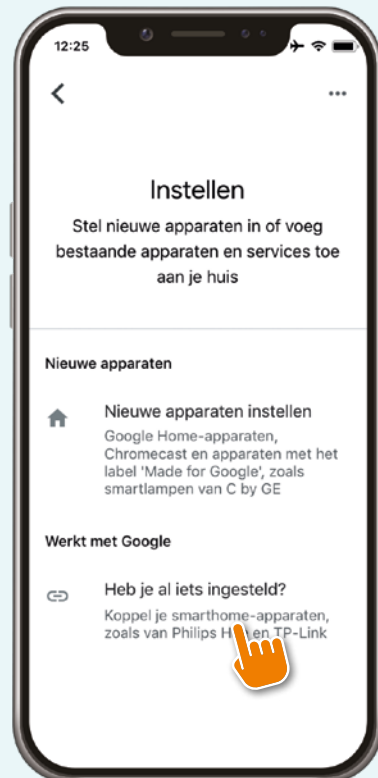 12:25
Instellen
Stel nieuwe apparaten in of voeg
bestaande apparaten en services toe
aan je huis
Nieuwe apparaten
Nieuwe apparaten instellen
Google Home-apparaten,
Chromecast en apparaten met het
label 'Made for Google', zoals
smartlampen van C by GE
Werkt met Google
Heb je al iets ingesteld?
Koppel je smarthome-apparaten,
zoals van Philips en TP-Link